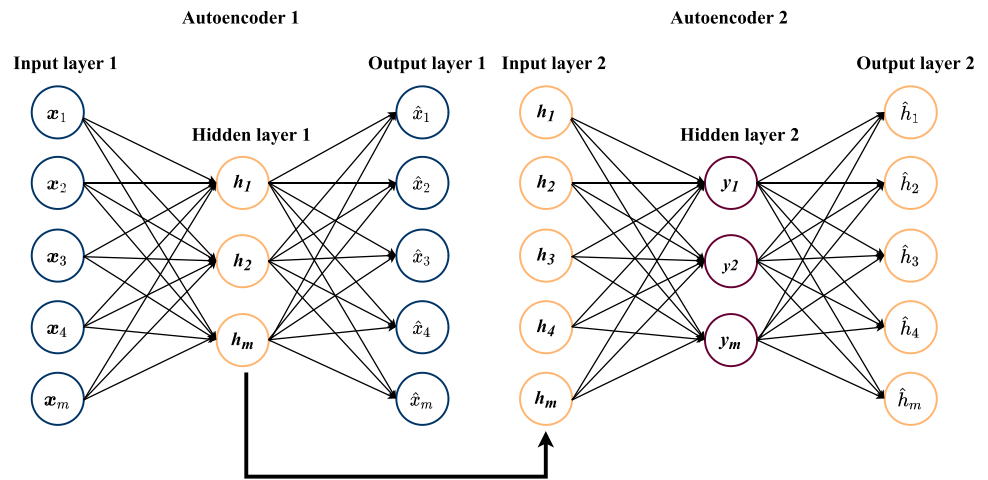 Autoencoder 1
Input layer 1
Output layer 1
Hidden layer 1
x1
x2
x3
x4
xm
h1
h2
hm
x̂1
x̂2
x̂3
x̂4
x̂m
Autoencoder 2
Input layer 2
Output layer 2
Hidden layer 2
h1
h2
h3
h4
hm
y1
y2
ym
ĥ1
ĥ2
ĥ3
ĥ4
ĥm